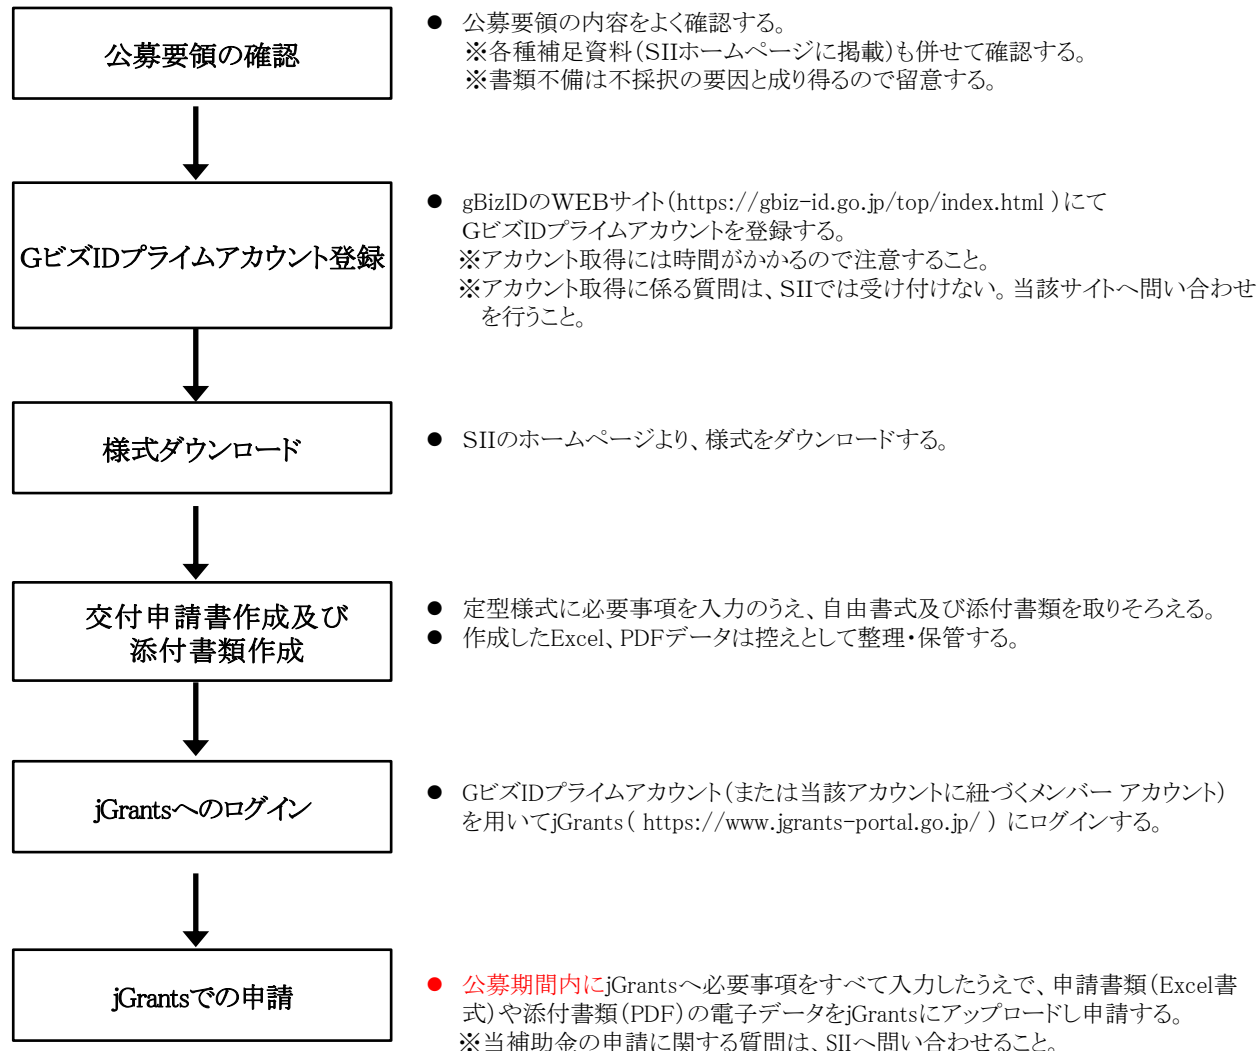 公募要領の確認
● 公募要領の内容をよく確認する。
※各種補足資料(SIIホームページに掲載)も併せて確認する。
※書類不備は不採択の要因と成り得るので留意する。
GビズIDプライムアカウント登録
● gBizIDのWEBサイト(https://gbiz-id.go.jp/top/index.html )にて
GビズIDプライムアカウントを登録する。
※アカウント取得には時間がかかるので注意すること。
※アカウント取得に係る質問は、SIIでは受け付けない。当該サイトへ問い合わせ
を行うこと。
様式ダウンロード
● SIIのホームページより、様式をダウンロードする。
交付申請書作成及び
添付書類作成
● 定型様式に必要事項を入力のうえ、自由書式及び添付書類を取りそろえる。
● 作成したExcel、PDFデータは控えとして整理・保管する。
jGrantsへのログイン
● GビズIDプライムアカウント(または当該アカウントに紐づくメンバー アカウント)
を用いてjGrants( https://www.jgrants-portal.go.jp/ ) にログインする。
jGrantsでの申請
● 公募期間内にjGrantsへ必要事項をすべて入力したうえで、申請書類(Excel書
式)や添付書類(PDF)の電子データをjGrantsにアップロードし申請する。
※当補助金の申請に関する質問は、SIIへ問い合わせること。